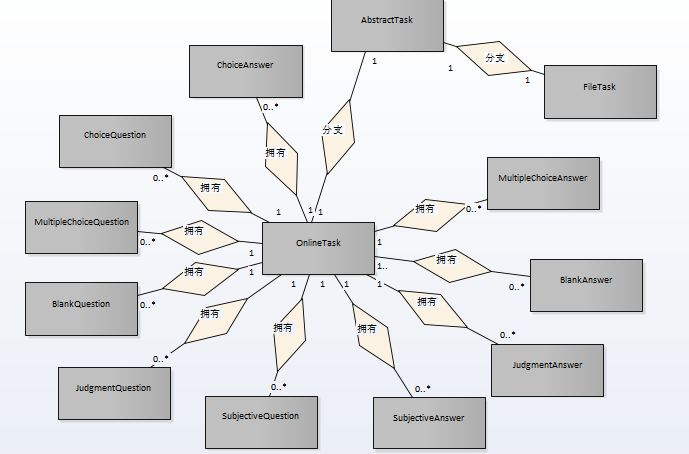 AbstractTask
1
1
分支
1
FileTask
ChoiceAnswer
0..*
拥有
1
分支
1
1
ChoiceQuestion
0..*
拥有
1
MultipleChoiceAnswer
0..*
拥有
1
MultipleChoiceQuestion
0..*
拥有
1
OnlineTask
BlankAnswer
0..*
拥有
1..
BlankQuestion
0..*
拥有
1
JudgmentQuestion
0..*
拥有
1
SubjectiveQuestion
0..*
拥有
1
SubjectiveAnswer
0..*
拥有
1
JudgmentAnswer
0..*
拥有
1